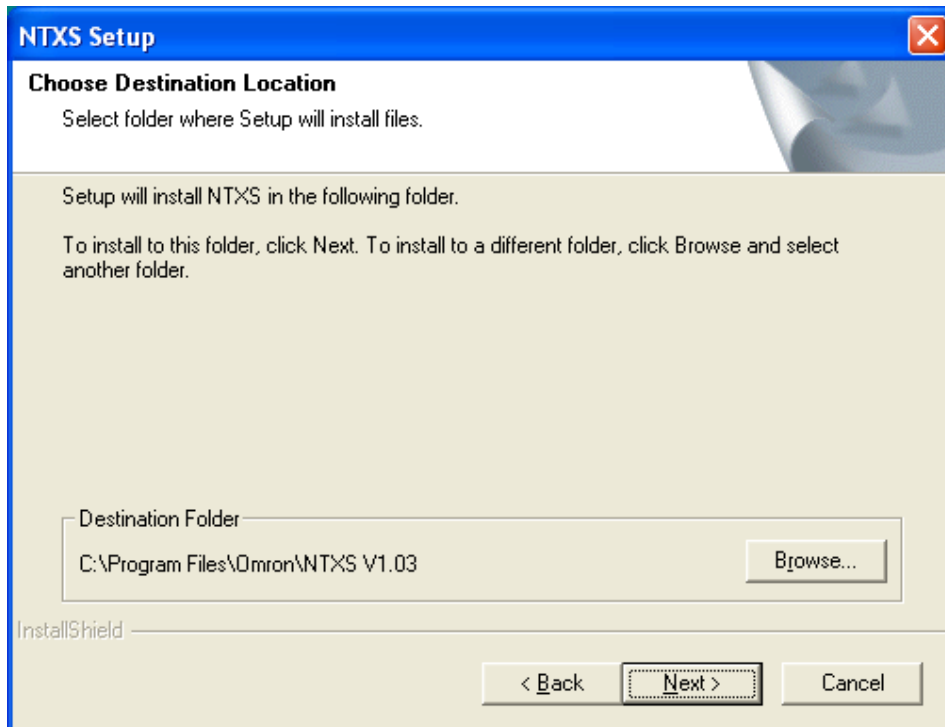 NTXS Setup
Choose Destination Location
Select folder where Setup will install files.
Setup will install NTXS in the following folder.
To install to this folder, click Next. To install to a different folder, click Browse and select
another folder.
Destination Folder
C:\Program Files\Omron\NTXS V1.03
Browse...
InstallShield
< Back
Next >
Cancel